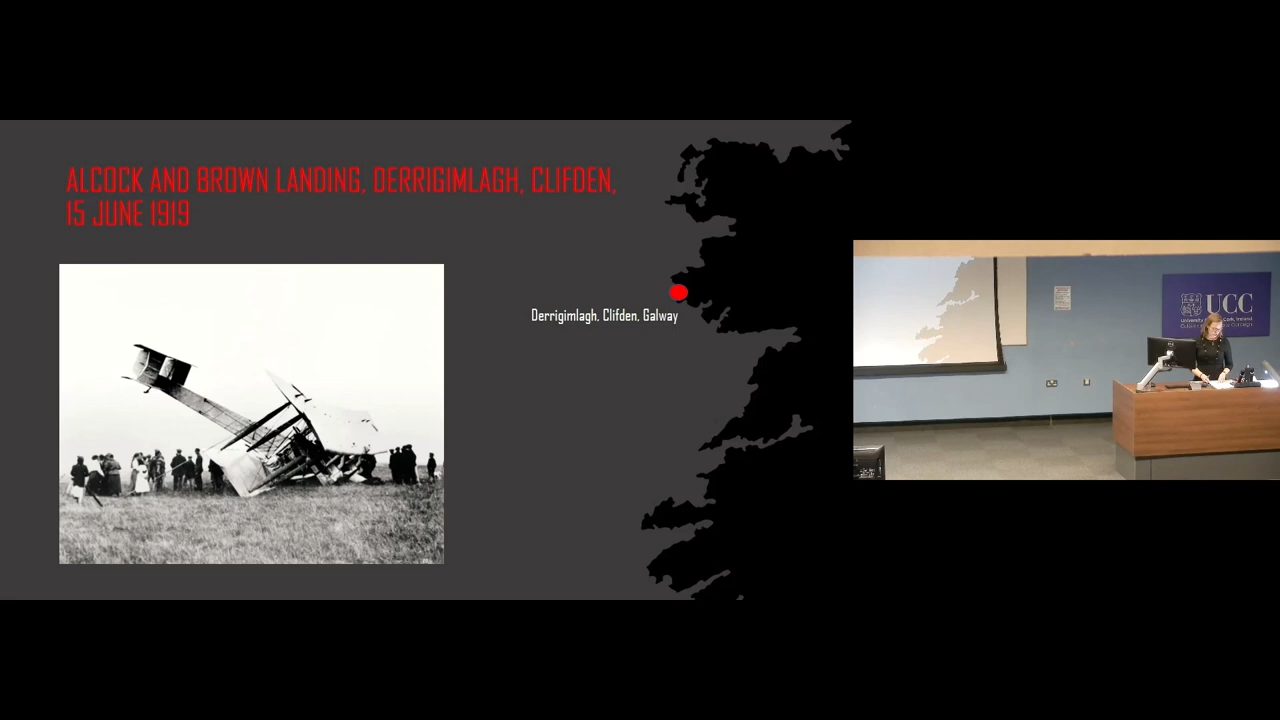 ALCOCK AND BROWN LANDING, DERRIGIMLAGH, CLIFDEN,
15 JUNE 1919
Derrigimlagh, Clifden, Galway
UCC